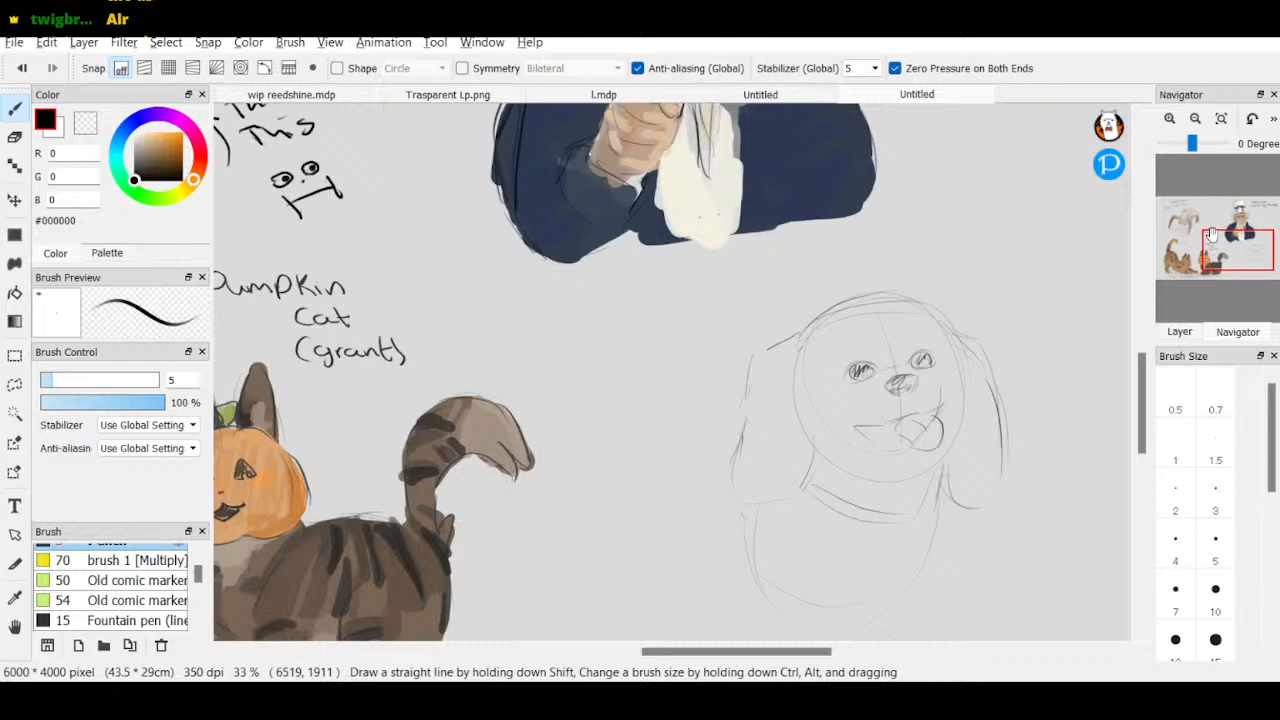 twigbr... Alr
File Edit Layer Filter Select Snap Color Brush View Animation Tool Window Help
Snap off Shape Circle Symmetry Bilateral Anti-aliasing (Global) Stabilizer (Global) 5 Zero Pressure on Both Ends
Color
wip reedshine.mdp Trasparent Lp.png l.mdp Untitled Untitled
Navigator
R 0
G 0
B 0
#000000
0 Degree
Color Palette
Brush Preview
Brush Control
5
100 %
Stabilizer Use Global Setting
Anti-aliasin Use Global Setting
Brush
70 brush 1 [Multiply]
50 Old comic marker
54 Old comic marker
15 Fountain pen (line
) This
Pumpkin
Cat
(grant)
P
Layer Navigator
Brush Size
0.5 0.7
1 1.5
2 3
4 5
7 10
6000 * 4000 pixel (43.5 * 29cm) 350 dpi 33 % ( 6519, 1911 ) Draw a straight line by holding down Shift, Change a brush size by holding down Ctrl, Alt, and dragging